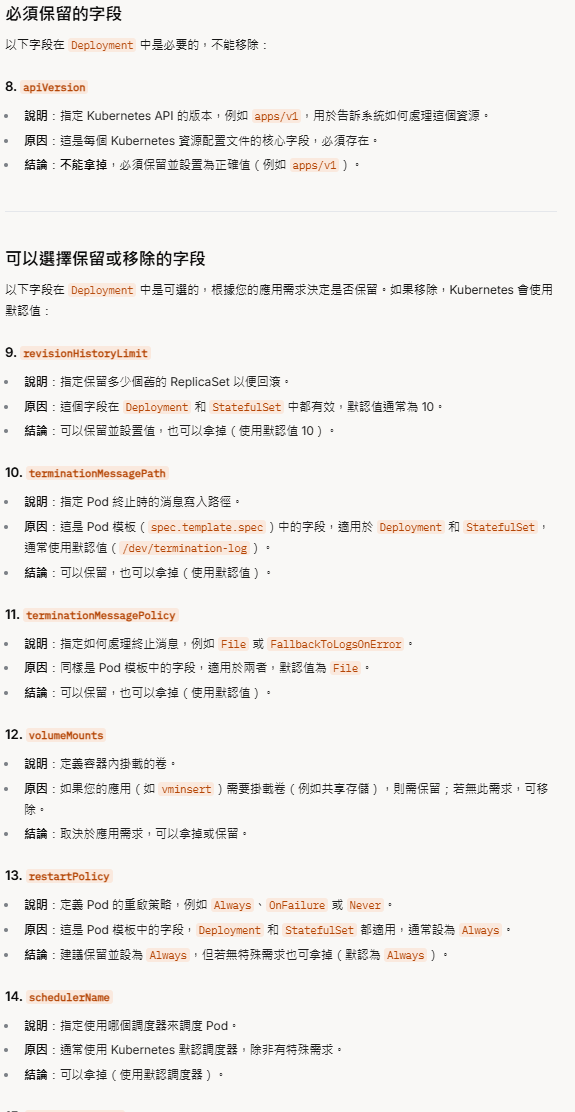 必須保留的字段
以下字段在 Deployment 中是必要的，不能移除：
8. apiVersion
說明：指定 Kubernetes API 的版本，例如 apps/v1，用於告訴系統如何處理這個資源。
原因：這是每個 Kubernetes 資源配置文件的核心字段，必須存在。
結論：不能拿掉，必須保留並設置為正確值（例如 apps/v1）。
可以選擇保留或移除的字段
以下字段在 Deployment 中是可選的，根據您的應用需求決定是否保留。如果移除，Kubernetes 會使用
默認值：
9. revisionHistoryLimit
說明：指定保留多少個舊的 ReplicaSet 以便回滾。
原因：這個字段在 Deployment 和 StatefulSet 中都有效，默認值通常為 10。
結論：可以保留並設置值，也可以拿掉（使用默認值 10）。
10. terminationMessagePath
說明：指定 Pod 終止時的消息寫入路徑。
原因：這是 Pod 模板（spec.template.spec）中的字段，適用於 Deployment 和 StatefulSet，
通常使用默認值（/dev/termination-log）。
結論：可以保留，也可以拿掉（使用默認值）。
11. terminationMessagePolicy
說明：指定如何處理終止消息，例如 File 或 FallbackToLogsOnError。
原因：同樣是 Pod 模板中的字段，適用於兩者，默認值為 File。
結論：可以保留，也可以拿掉（使用默認值）。
12. volumeMounts
說明：定義容器內掛載的卷。
原因：如果您的應用（如 vminsert）需要掛載卷（例如共享存儲），則需保留；若無此需求，可移
除。
結論：取決於應用需求，可以拿掉或保留。
13. restartPolicy
說明：定義 Pod 的重啟策略，例如 Always、OnFailure 或 Never。
原因：這是 Pod 模板中的字段，Deployment 和 StatefulSet 都適用，通常設為 Always。
結論：建議保留並設為 Always，但若無特殊需求也可拿掉（默認為 Always）。
14. schedulerName
說明：指定使用哪個調度器來調度 Pod。
原因：通常使用 Kubernetes 默認調度器，除非有特殊需求。
結論：可以拿掉（使用默認調度器）。